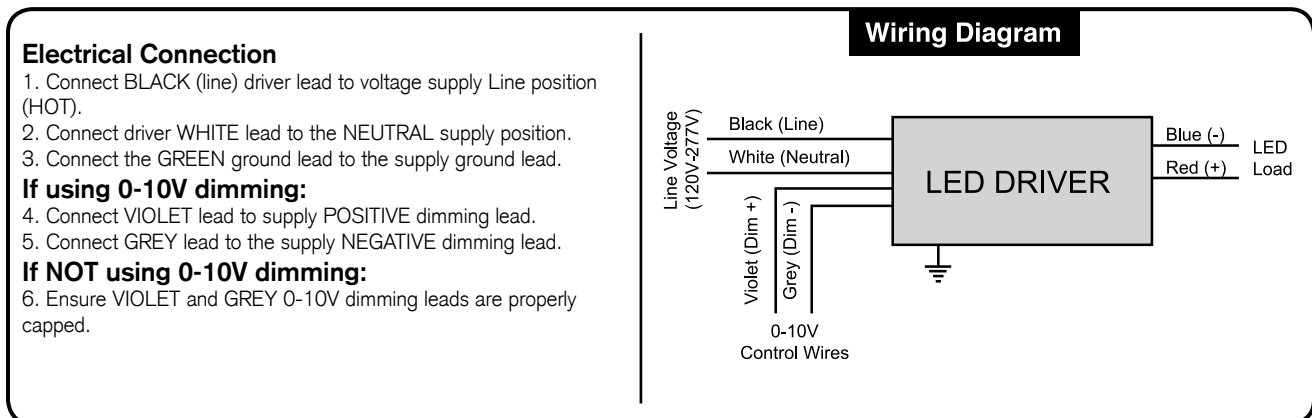 Electrical Connection
1. Connect BLACK (line) driver lead to voltage supply Line position
(HOT).
2. Connect driver WHITE lead to the NEUTRAL supply position.
3. Connect the GREEN ground lead to the supply ground lead.
If using 0-10V dimming:
4. Connect VIOLET lead to supply POSITIVE dimming lead.
5. Connect GREY lead to the supply NEGATIVE dimming lead.
If NOT using 0-10V dimming:
6. Ensure VIOLET and GREY 0-10V dimming leads are properly
capped.
Wiring Diagram
Line Voltage
(120V-277V)
Black (Line)
White (Neutral)
Violet (Dim +)
Grey (Dim -)
0-10V
Control Wires
LED DRIVER
Blue (-)
Red (+)
LED
Load